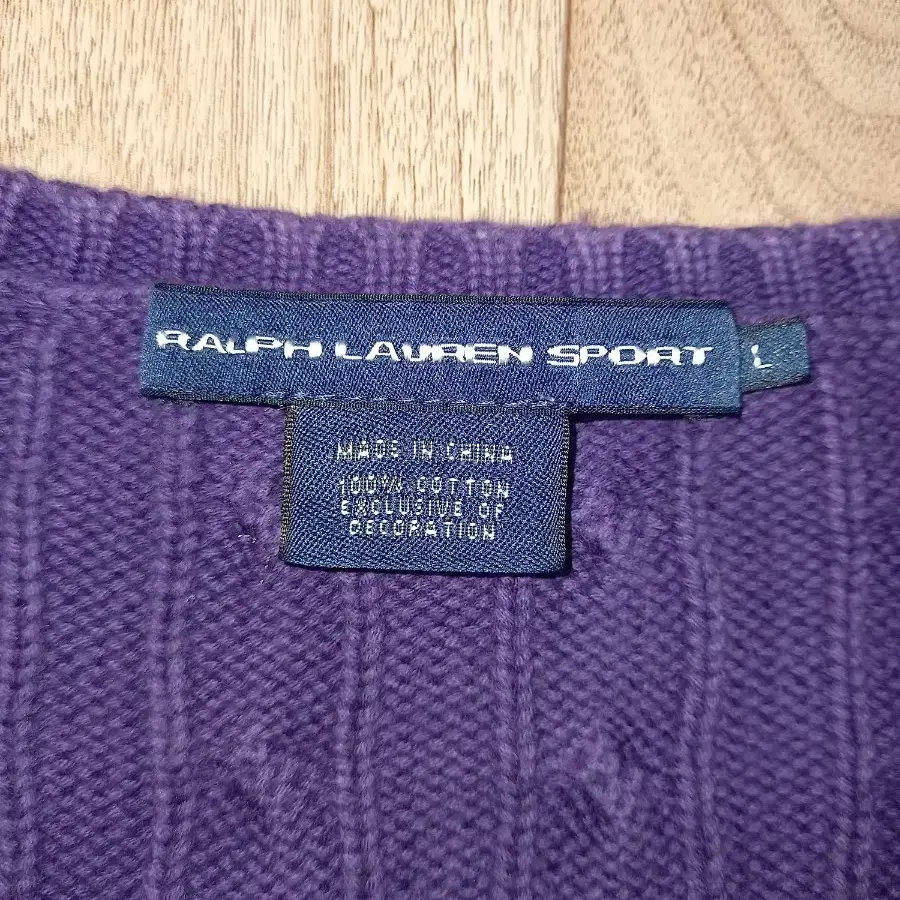 RALPH LAUREN SPORT
L
MADE IN CHINA
100% COTTON
EXCLUSIVE OF
DECORATION